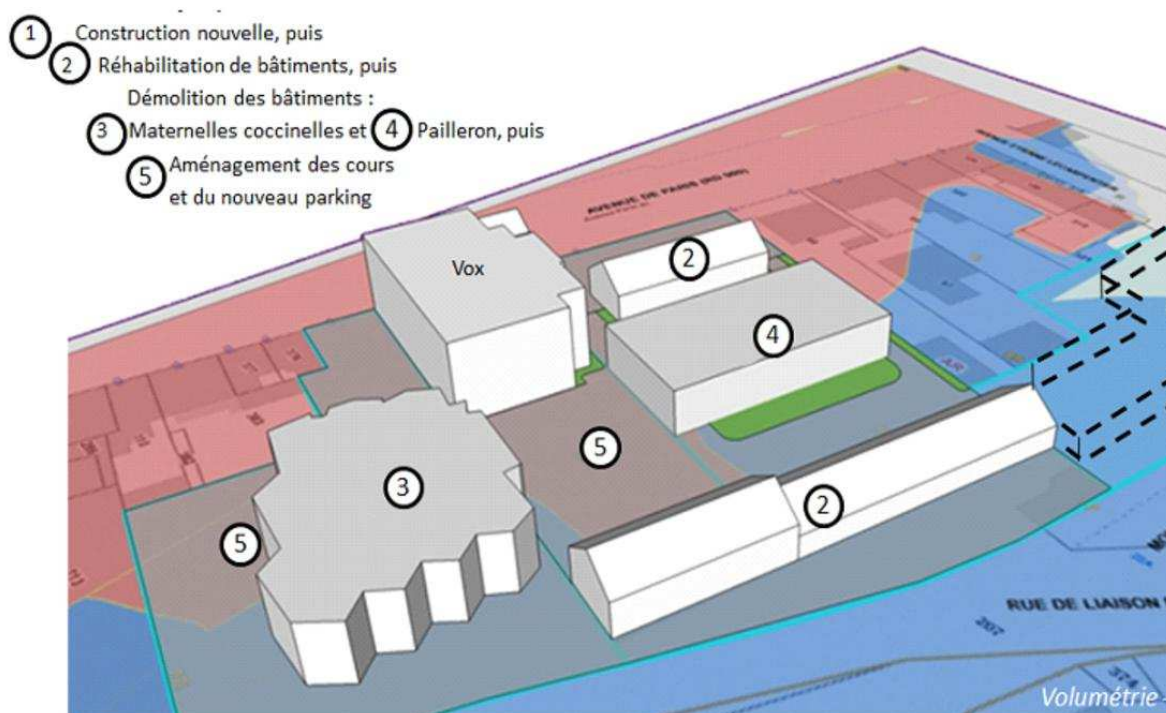 1 Construction nouvelle, puis
2 Réhabilitation de bâtiments, puis
Démolition des bâtiments :
3 Maternelles coccinelles et 4 Pailleron, puis
5 Aménagement des cours
et du nouveau parking
AVENUE DE PARIS (RD
Vox
2
4
5
3
2
5
RUE DE LIAISON
Volumétrie